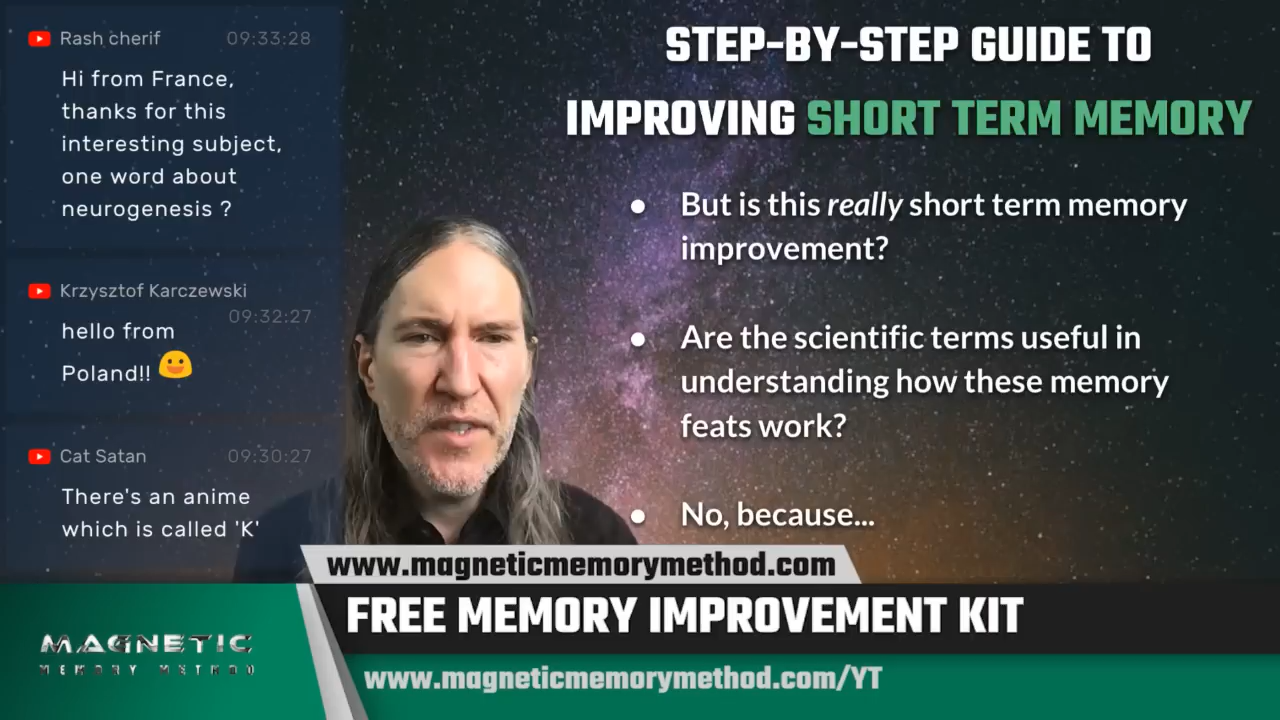 Rash cherif 09:33:28
Hi from France,
thanks for this
interesting subject,
one word about
neurogenesis ?
Krzysztof Karczewski
09:32:27
hello from
Poland!!
Cat Satan 09:30:27
There's an anime
which is called 'K'
STEP-BY-STEP GUIDE TO
IMPROVING SHORT TERM MEMORY
• But is this really short term memory
improvement?
• Are the scientific terms useful in
understanding how these memory
feats work?
• No, because...
www.magneticmemorymethod.com
FREE MEMORY IMPROVEMENT KIT
www.magneticmemorymethod.com/YT
MAGNETIC
MEMORY METHOD